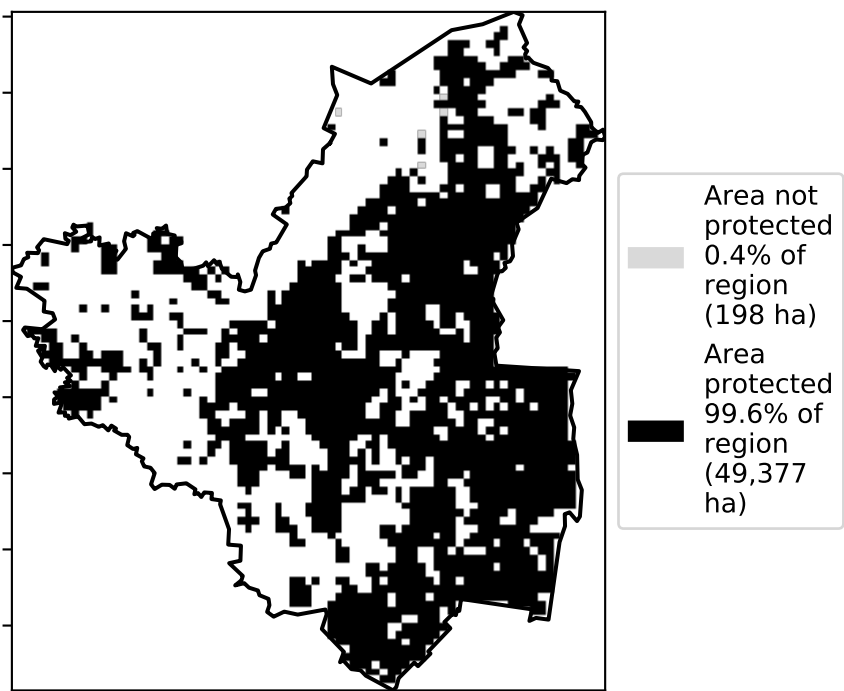 Area not
protected
0.4% of
region
(198 ha)
Area
protected
99.6% of
region
(49,377
ha)